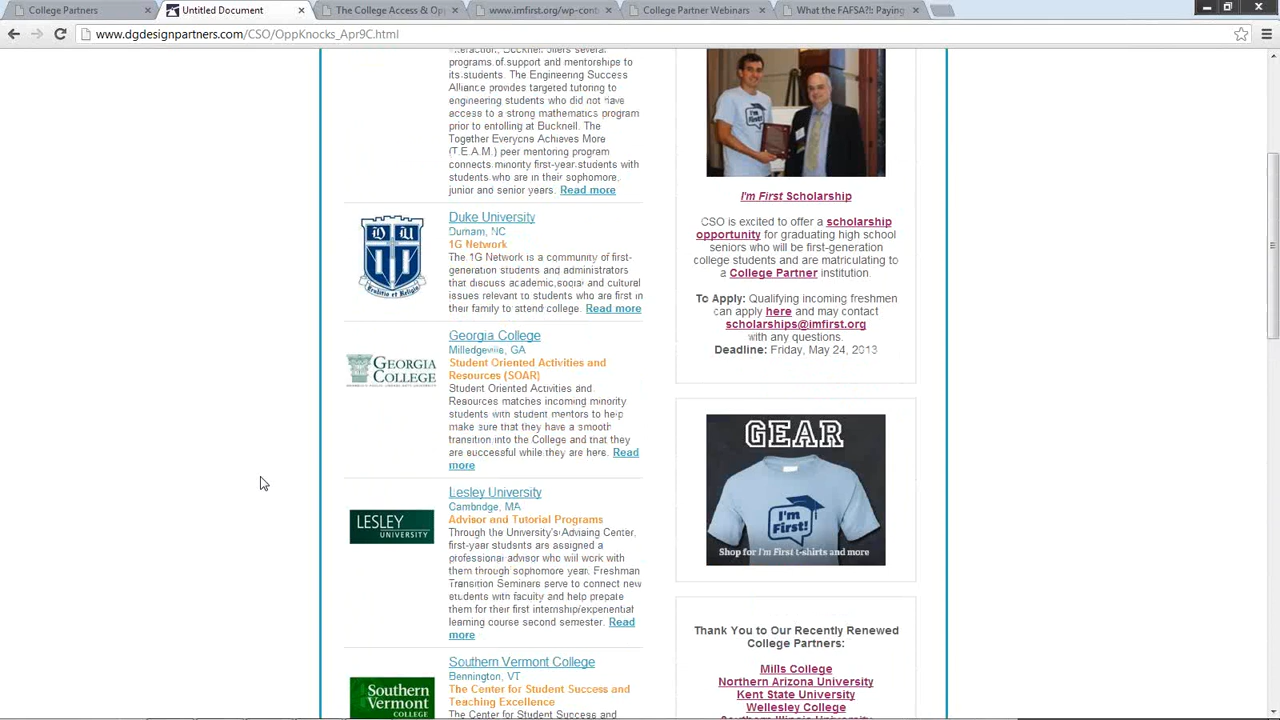 College Partners
Untitled Document
The College Access & Op
www.imfirst.org/wp-cont
College Partner Webinars
What the FAFSA?!: Paying
www.dgdesignpartners.com/CSO/OppKnocks_Apr9C.html
interaction, Bucknell offers several
programs of support and mentorships to
its students. The Engineering Success
Alliance provides targeted tutoring to
engineering students who did not have
access to a strong mathematics program
prior to enrolling at Bucknell. The
Together Everyone Achieves More
(T.E.A.M.) peer mentoring program
connects minority first-year students with
students who are in their sophomore,
junior and senior years. Read more
Duke University
Durham, NC
1G Network
The 1G Network is a community of first-
generation students and administrators
that discuss academic,social and cultural
issues relevant to students who are first in
their family to attend college. Read more
GEORGIA
COLLEGE
Georgia College
Milledgeville, GA
Student Oriented Activities and
Resources (SOAR)
Student Oriented Activities and
Resources matches incoming minority
students with student mentors to help
make sure that they have a smooth
transition into the College and that they
are successful while they are here. Read
more
LESLEY
UNIVERSITY
Lesley University
Cambridge, MA
Advisor and Tutorial Programs
Through the University's Advising Center,
first-year students are assigned a
professional advisor who will work with
them through sophomore year. Freshman
Transition Seminers serve to connect new
students with faculty and help prepare
them for their first internship/experiential
learning course second semester. Read
more
Southern
Vermont
COLLEGE
Southern Vermont College
Bennington, VT
The Center for Student Success and
Teaching Excellence
The Center for Student Success and
I'm First!
I'm First Scholarship
CSO is excited to offer a scholarship
opportunity for graduating high school
seniors who will be first-generation
college students and are matriculating to
a College Partner institution.
To Apply: Qualifying incoming freshmen
can apply here and may contact
scholarships@imfirst.org
with any questions.
Deadline: Friday, May 24, 2013
GEAR
I'm
First!
Shop for I'm First t-shirts and more
Thank You to Our Recently Renewed
College Partners:
Mills College
Northern Arizona University
Kent State University
Wellesley College
Southern Illinois University